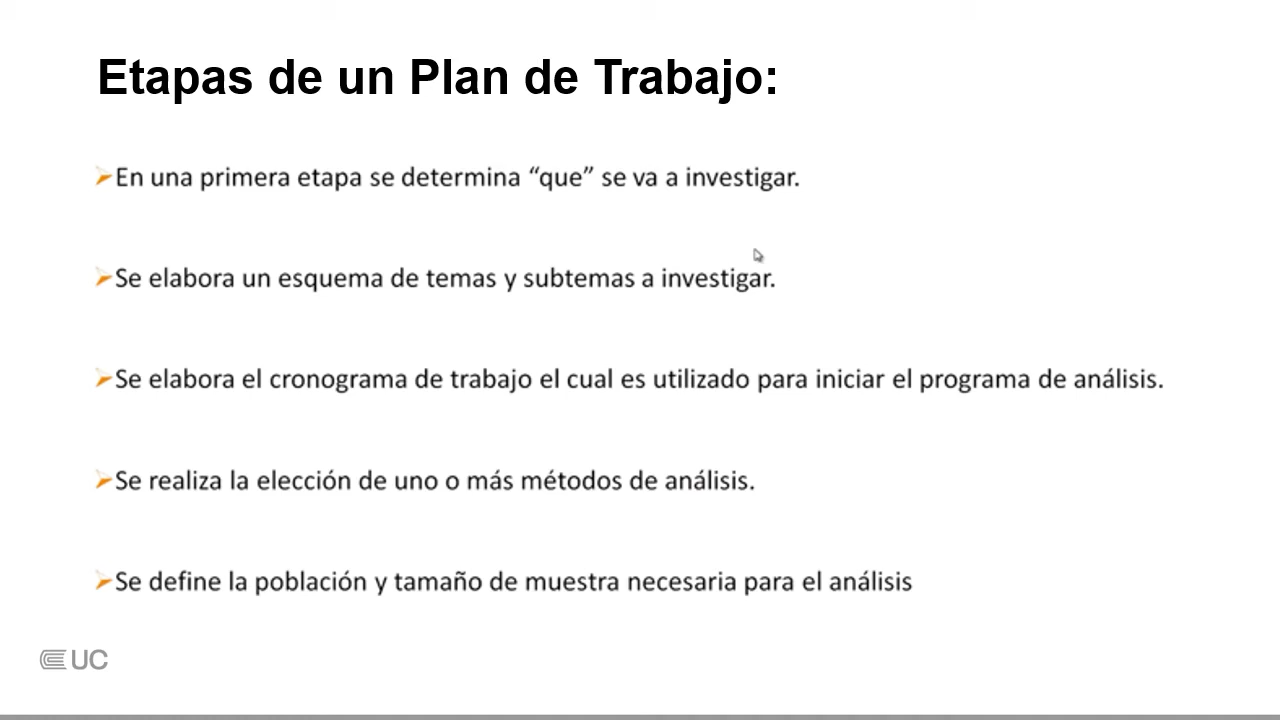 Etapas de un Plan de Trabajo:
En una primera etapa se determina “que” se va a investigar.
Se elabora un esquema de temas y subtemas a investigar.
Se elabora el cronograma de trabajo el cual es utilizado para iniciar el programa de análisis.
Se realiza la elección de uno o más métodos de análisis.
Se define la población y tamaño de muestra necesaria para el análisis
UC